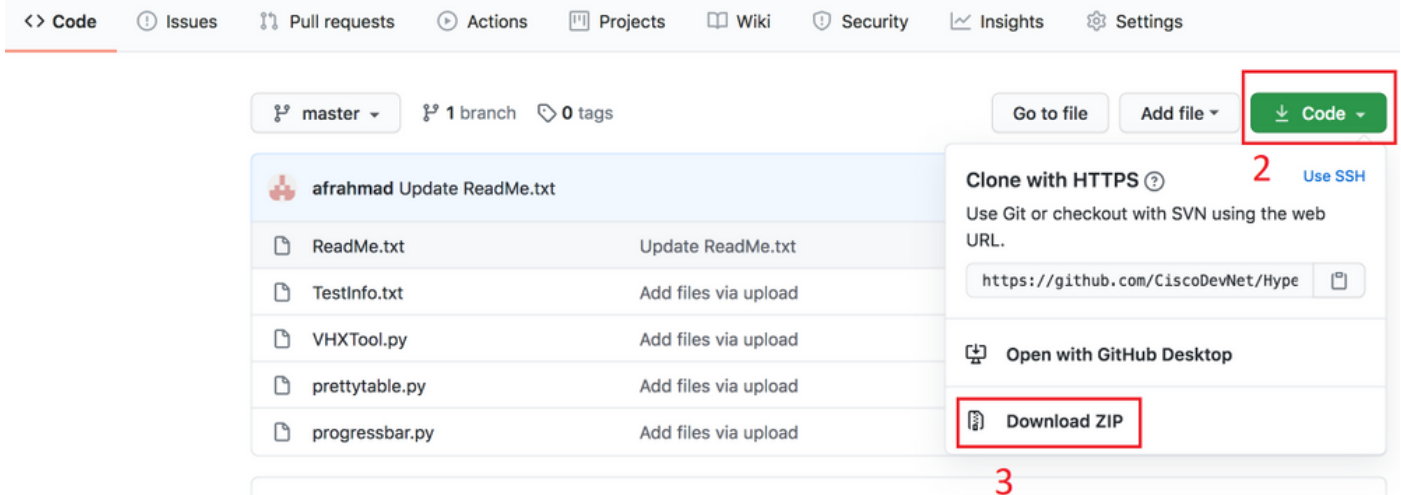 <> Code Issues Pull requests Actions Projects Wiki Security Insights Settings
master 1 branch 0 tags Go to file Add file Code
2
afrahmad Update ReadMe.txt
ReadMe.txt Update ReadMe.txt
TestInfo.txt Add files via upload
VHXTool.py Add files via upload
prettytable.py Add files via upload
progressbar.py Add files via upload
Clone with HTTPS ? Use SSH
Use Git or checkout with SVN using the web
URL.
https://github.com/CiscoDevNet/Hype
Open with GitHub Desktop
Download ZIP
3